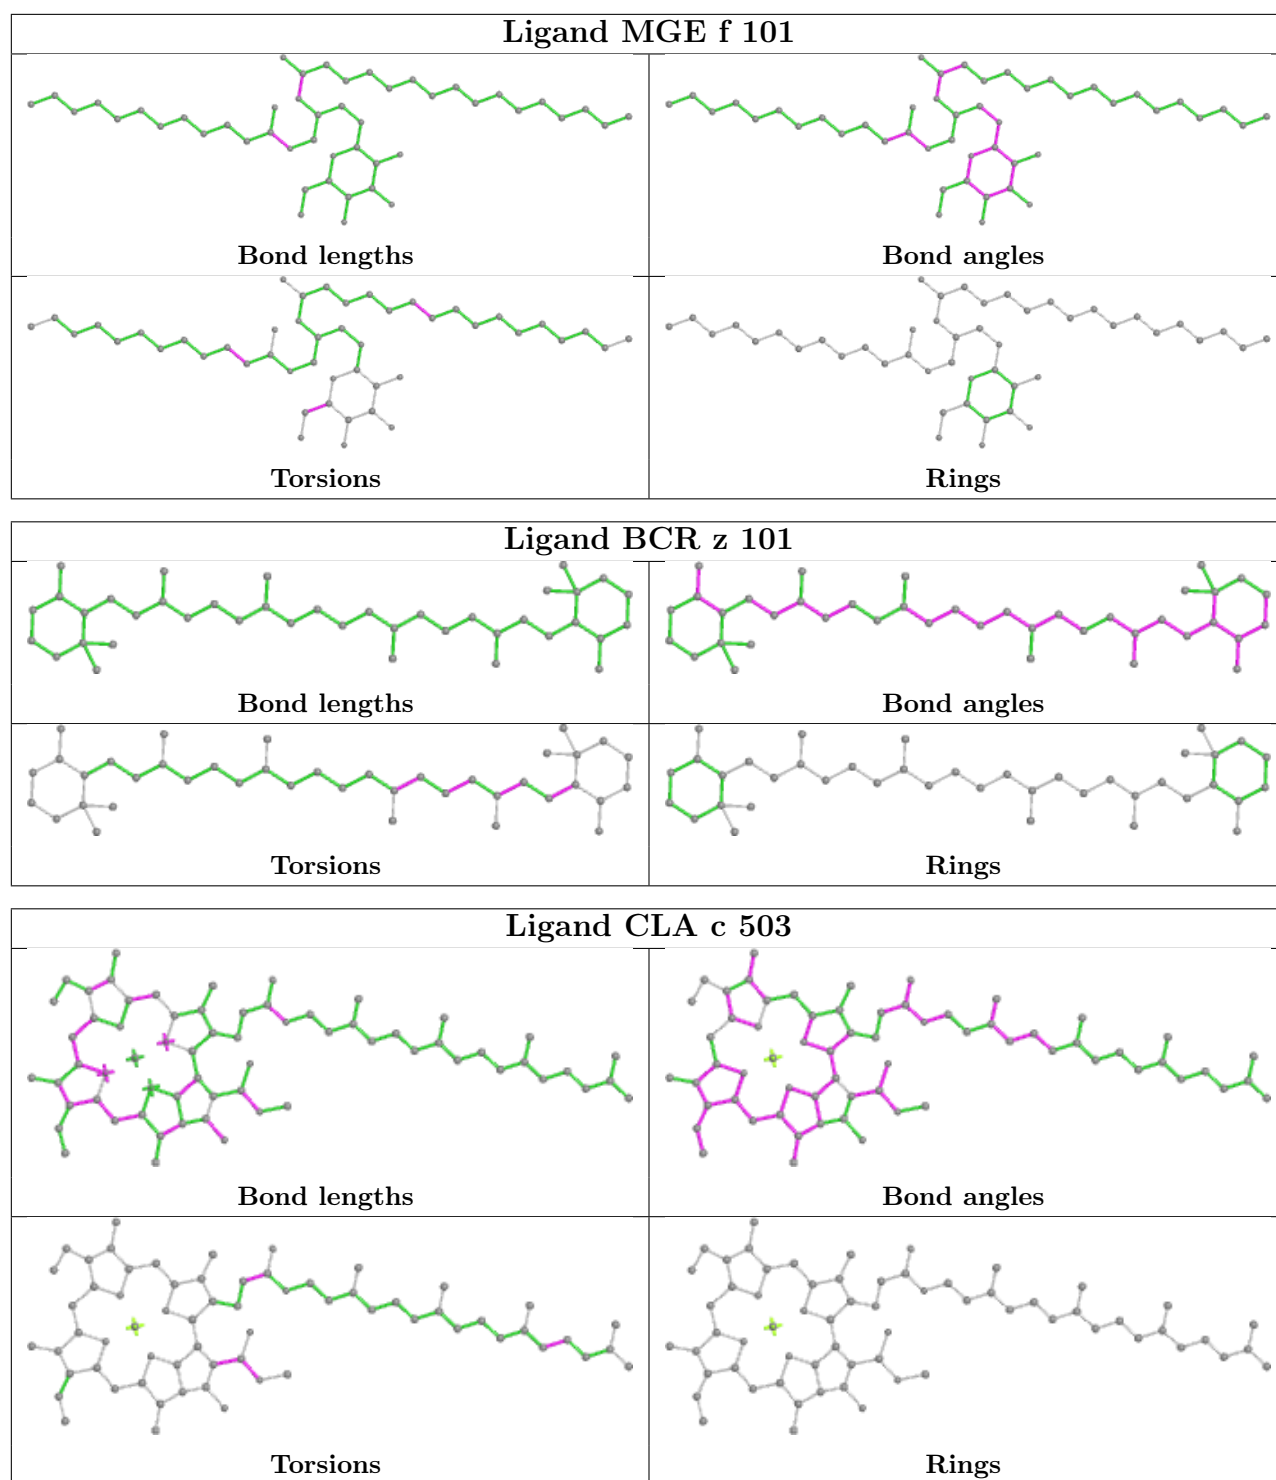 Ligand MGE f 101
Bond lengths
Bond angles
Torsions
Rings
Ligand BCR z 101
Bond lengths
Bond angles
Torsions
Rings
Ligand CLA c 503
Bond lengths
Bond angles
Torsions
Rings